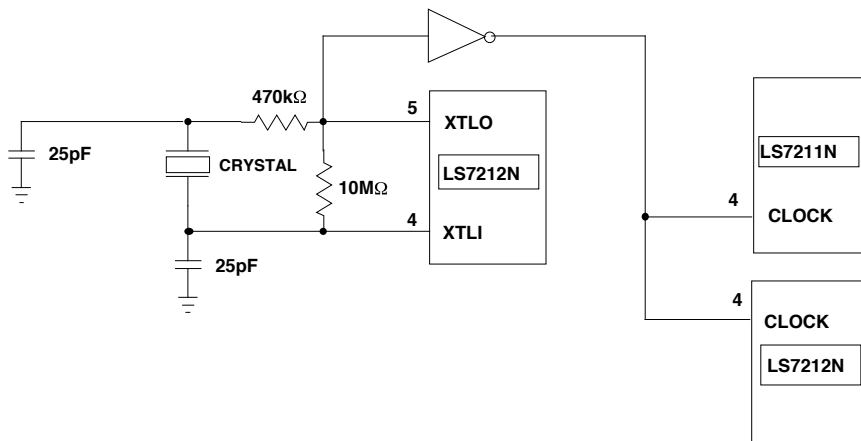 470kΩ
5
XTLO
25pF
CRYSTAL
LS7212N
10MΩ
4
XTLI
25pF
LS7211N
4
CLOCK
4
CLOCK
LS7212N